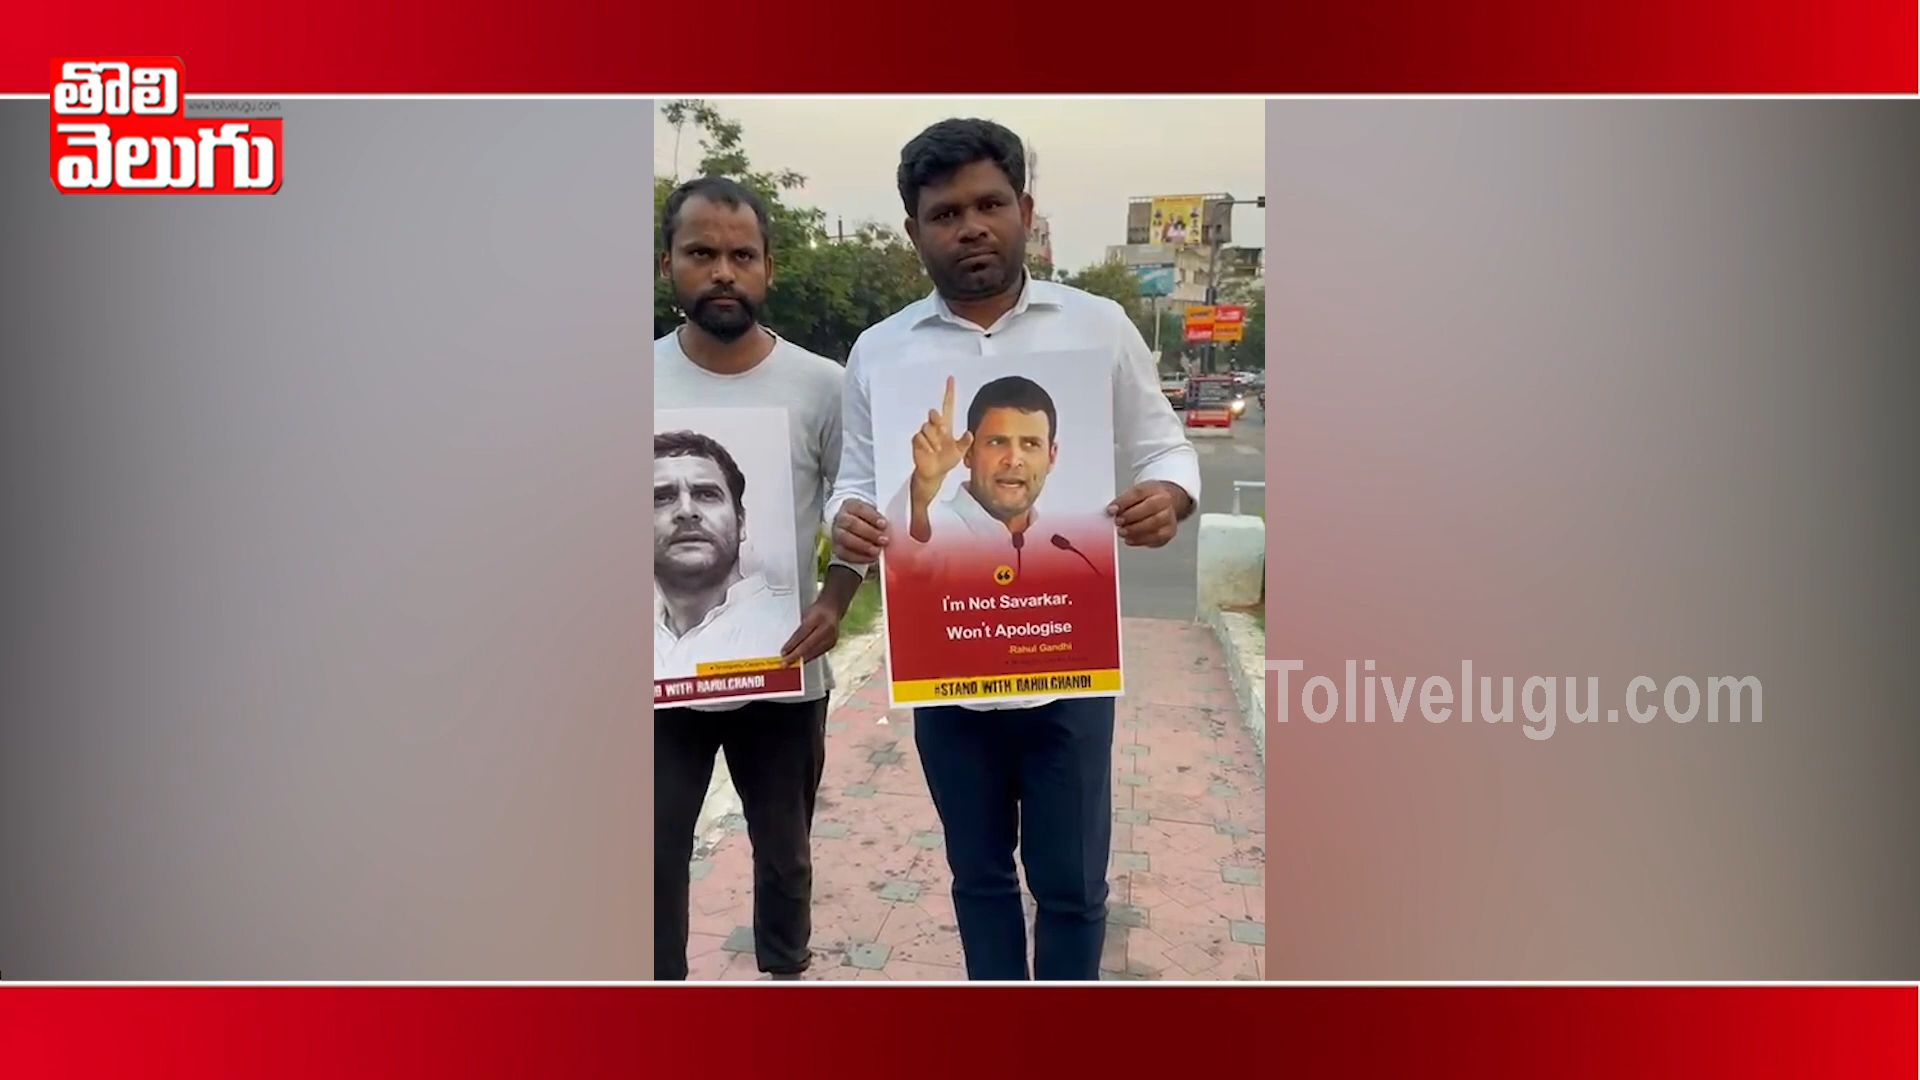 తొలి
www.tolivelugu.com
వెలుగు
I'm Not Savarkar.
Won't Apologise
-Rahul Gandhi
#STAND WITH RAHULGHANDI
WITH RAHULGHANDI
Tolivelugu.com